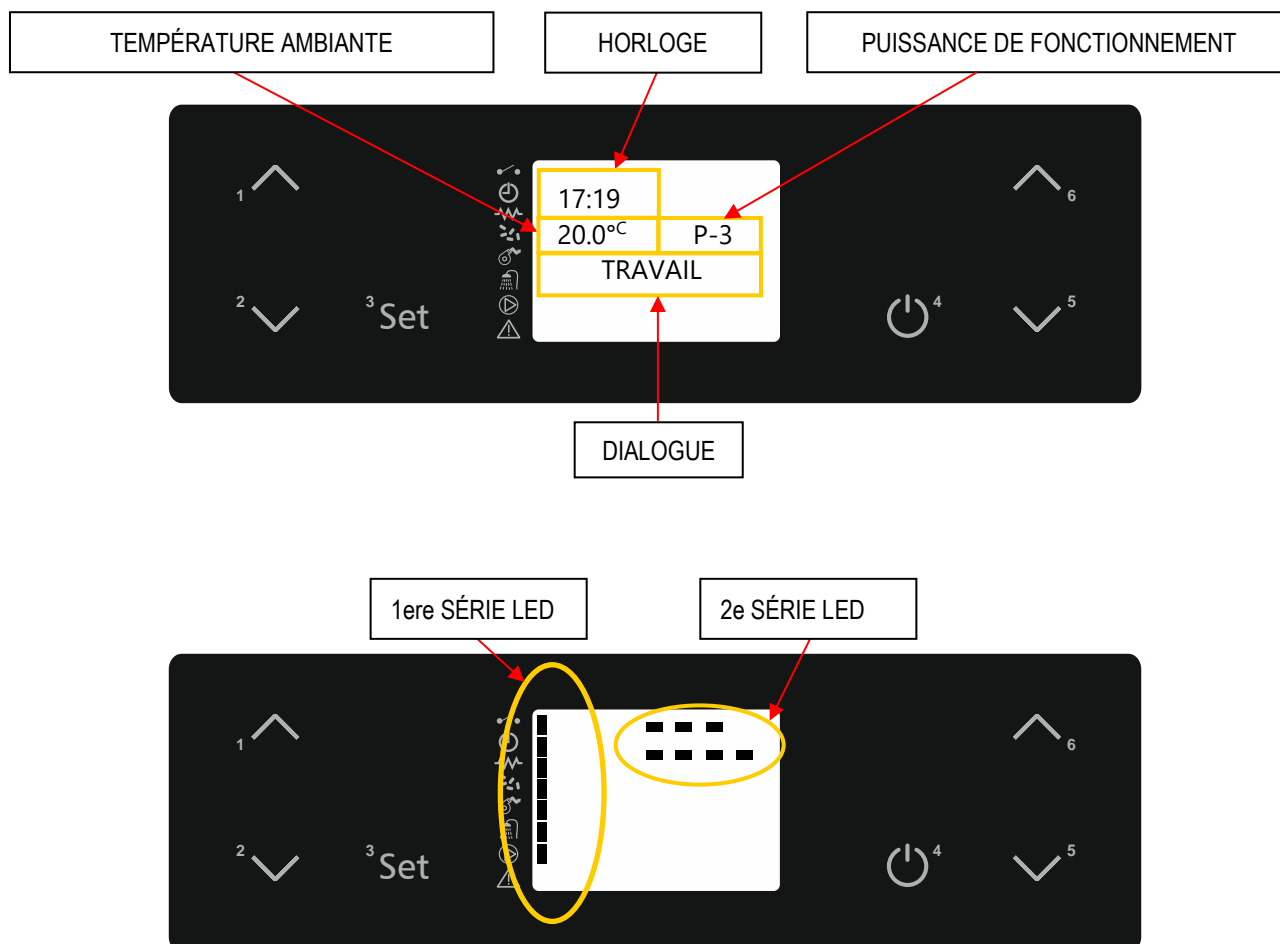 TEMPÉRATURE AMBIANTE
HORLOGE
PUISSANCE DE FONCTIONNEMENT
1
6
17:19
20.0°C
P-3
TRAVAIL
2
3 Set
4
5
DIALOGUE
1ere SÉRIE LED
2e SÉRIE LED
1
6
2
3 Set
4
5